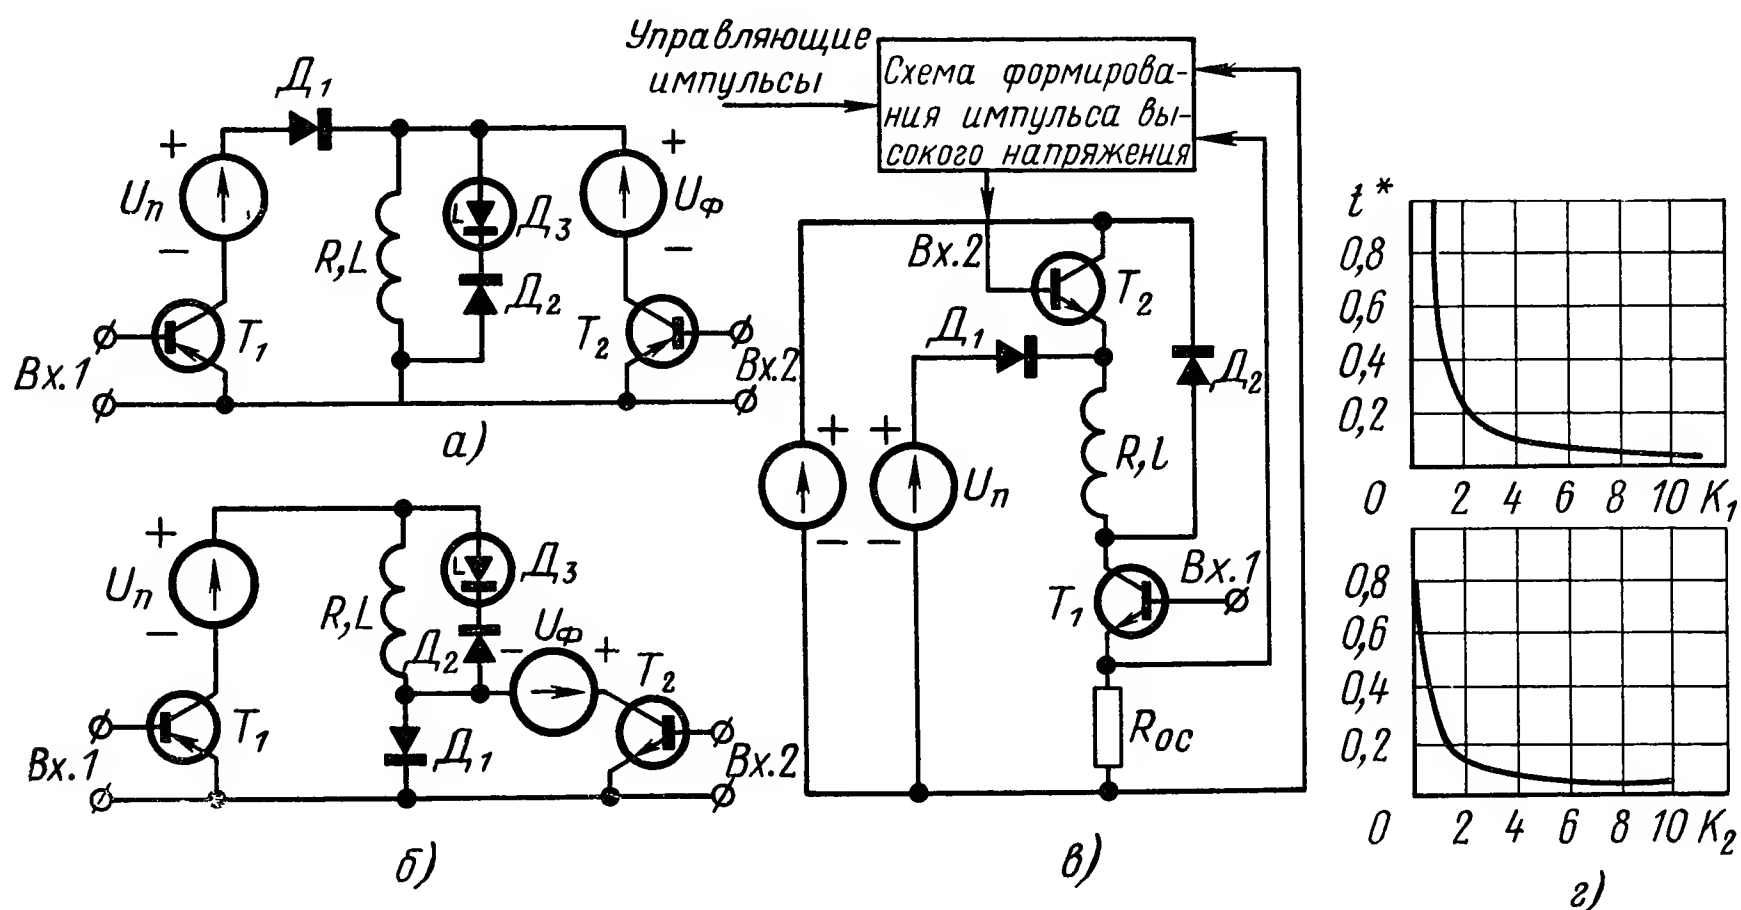 Управляющие
импульсы
Схема формирова-
ния импульса вы-
сокого напряжения
Д1
+
Uп
−
R,L
L
Д3
Д2
+
Uф
−
T1
T2
Вх.1
Вх.2
а)
+
Uп
−
R,L
L
Д3
Д2
− Uф +
T2
T1
Д1
Вх.1
Вх.2
б)
Вх.2
T2
Д1
Д2
+ +
Uп
− −
R,l
Вх.1
T1
Rос
в)
t*
0,8
0,6
0,4
0,2
0 2 4 6 8 10 K1
0,8
0,6
0,4
0,2
0 2 4 6 8 10 K2
г)